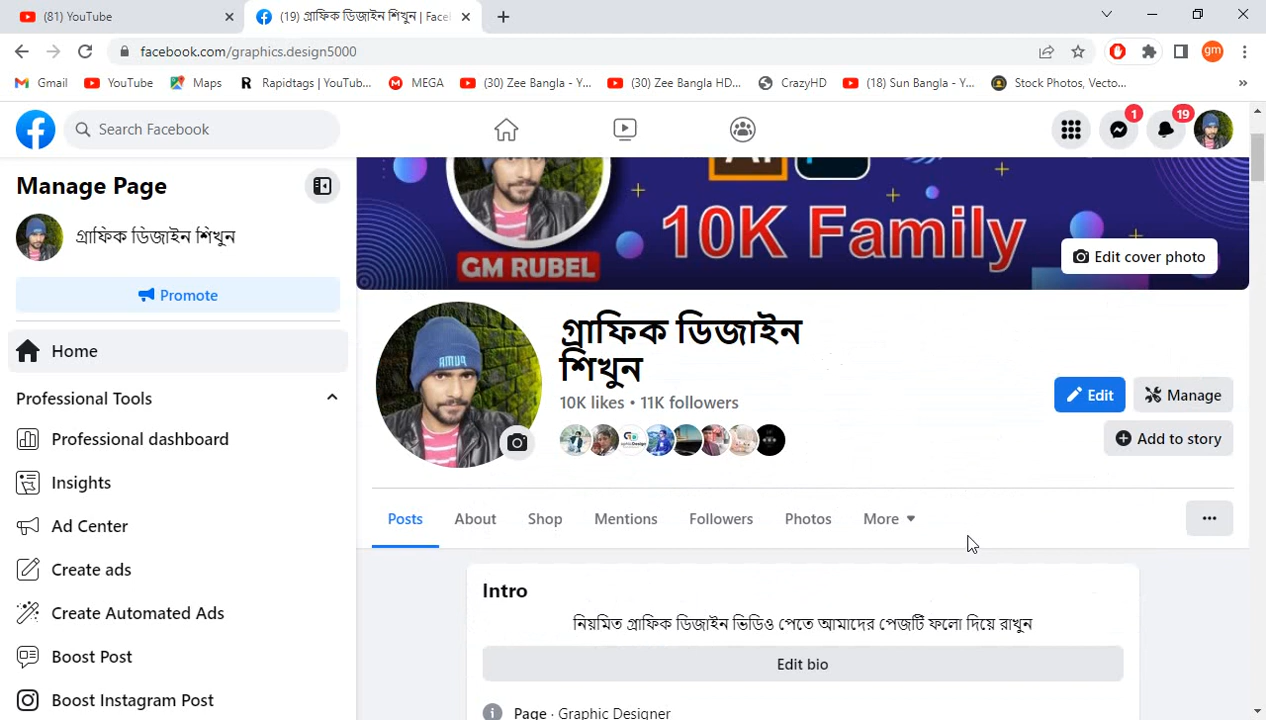 (81) YouTube
(19) গ্রাফিক ডিজাইন শিখুন | Face
facebook.com/graphics.design5000
gm
Gmail
YouTube
Maps
R
Rapidtags | YouTub...
MEGA
(30) Zee Bangla - Y...
(30) Zee Bangla HD...
CrazyHD
(18) Sun Bangla - Y...
Stock Photos, Vecto...
»
Search Facebook
1
19
Manage Page
গ্রাফিক ডিজাইন শিখুন
Promote
Home
Professional Tools
Professional dashboard
Insights
Ad Center
Create ads
Create Automated Ads
Boost Post
Boost Instagram Post
10K Family
GM RUBEL
Edit cover photo
গ্রাফিক ডিজাইন
শিখুন
10K likes • 11K followers
Edit
Manage
Add to story
Posts
About
Shop
Mentions
Followers
Photos
More
Intro
নিয়মিত গ্রাফিক ডিজাইন ভিডিও পেতে আমাদের পেজটি ফলো দিয়ে রাখুন
Edit bio
Page · Graphic Designer